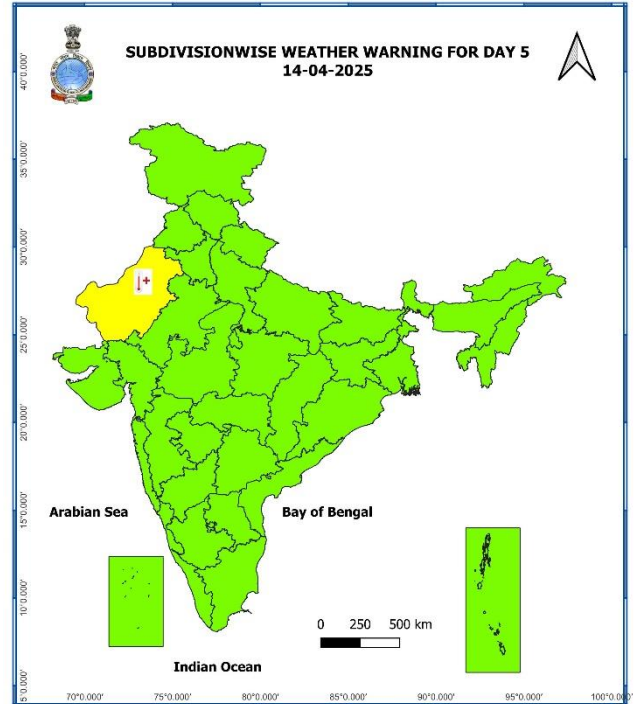 SUBDIVISIONWISE WEATHER WARNING FOR DAY 5
14-04-2025
40°0.000'
35°0.000'
30°0.000'
25°0.000'
20°0.000'
15°0.000'
10°0.000'
5°0.000'
Arabian Sea
Bay of Bengal
0 250 500 km
Indian Ocean
70°0.000' 75°0.000' 80°0.000' 85°0.000' 90°0.000' 95°0.000' 100°0.000'